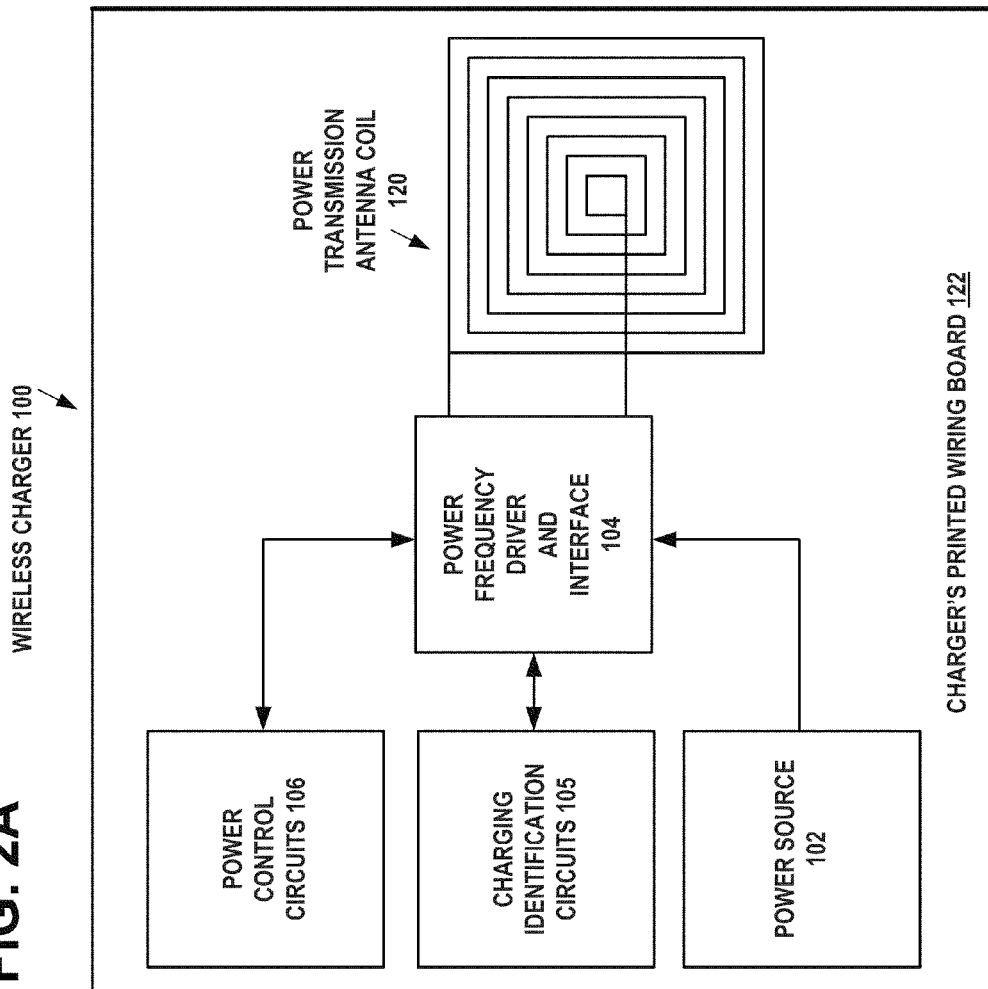 FIG. 2A
WIRELESS CHARGER 100
POWER
CONTROL
CIRCUITS 106
CHARGING
IDENTIFICATION
CIRCUITS 105
POWER SOURCE
102
POWER
FREQUENCY
DRIVER
AND
INTERFACE
104
POWER
TRANSMISSION
ANTENNA COIL
120
CHARGER'S PRINTED WIRING BOARD 122